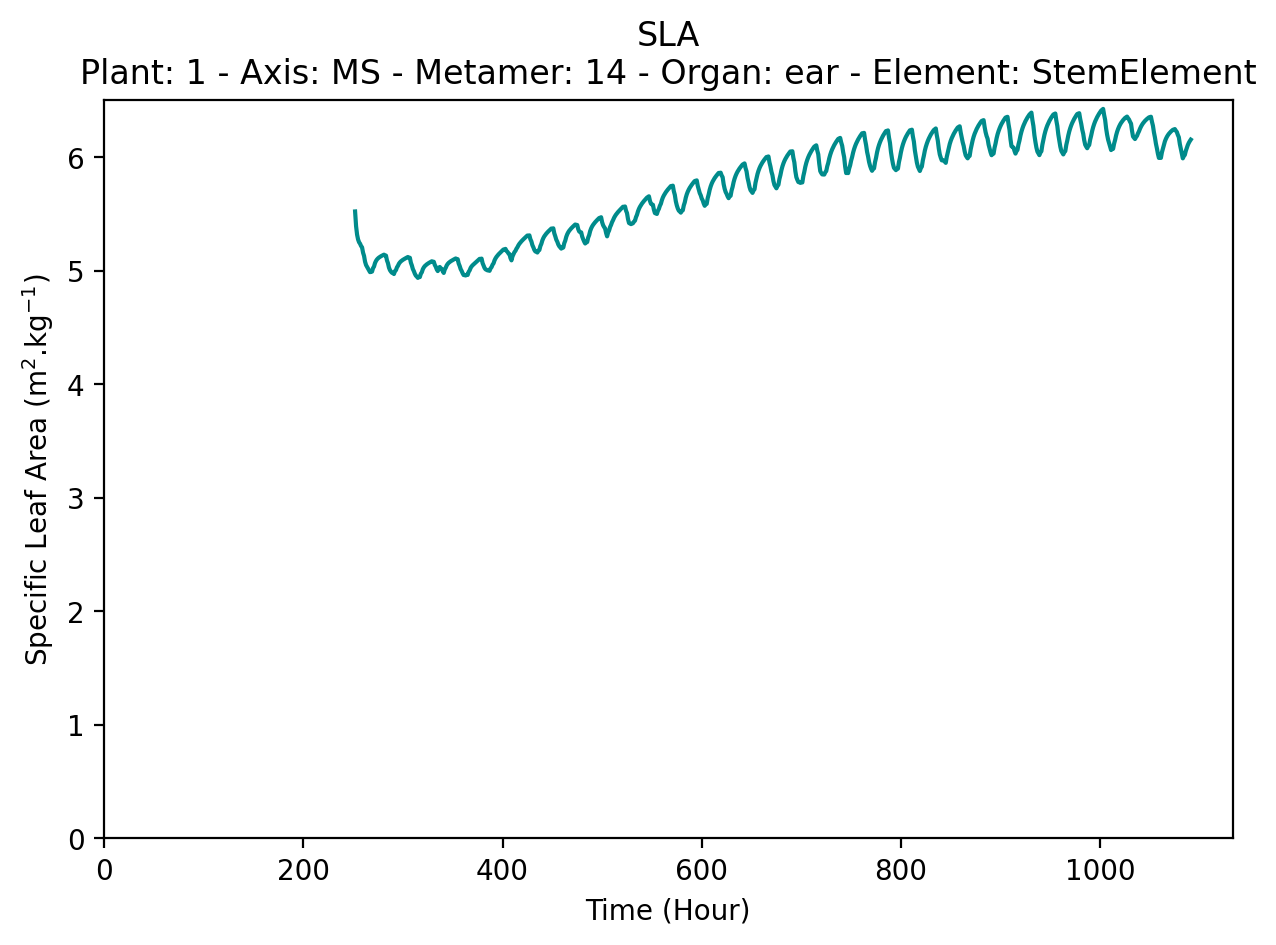 SLA
Plant: 1 - Axis: MS - Metamer: 14 - Organ: ear - Element: StemElement
6
5
4
3
2
1
0
Specific Leaf Area (m².kg⁻¹)
0 200 400 600 800 1000
Time (Hour)